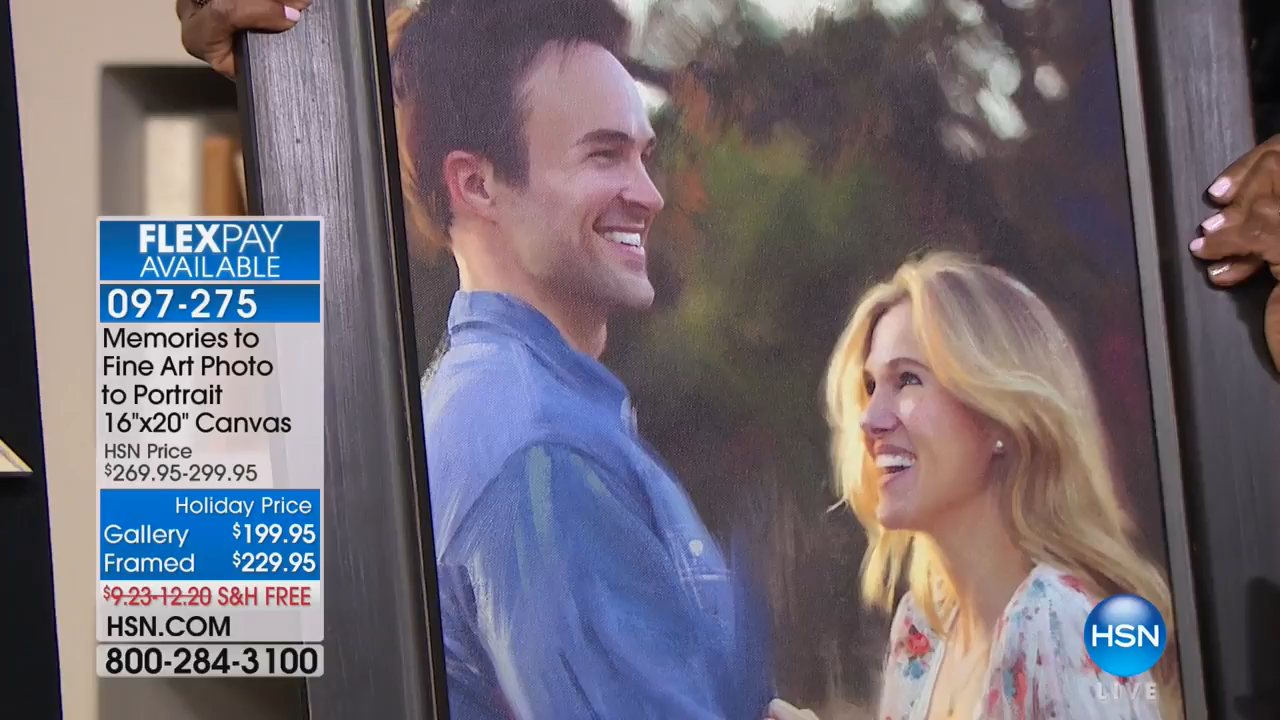 FLEXPAY
AVAILABLE
097-275
Memories to
Fine Art Photo
to Portrait
16"x20" Canvas
HSN Price
$269.95-299.95
Holiday Price
Gallery $199.95
Framed $229.95
$9.23-12.20 S&H FREE
HSN.COM
800-284-3100
HSN
LIVE